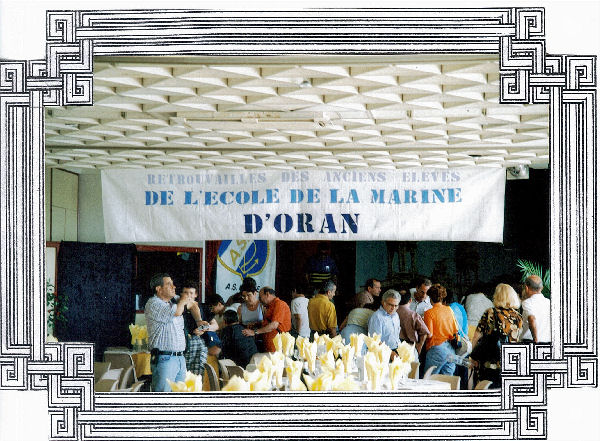 RETROUVAILLES DES ANCIENS ELEVES
DE L'ECOLE DE LA MARINE
D'ORAN